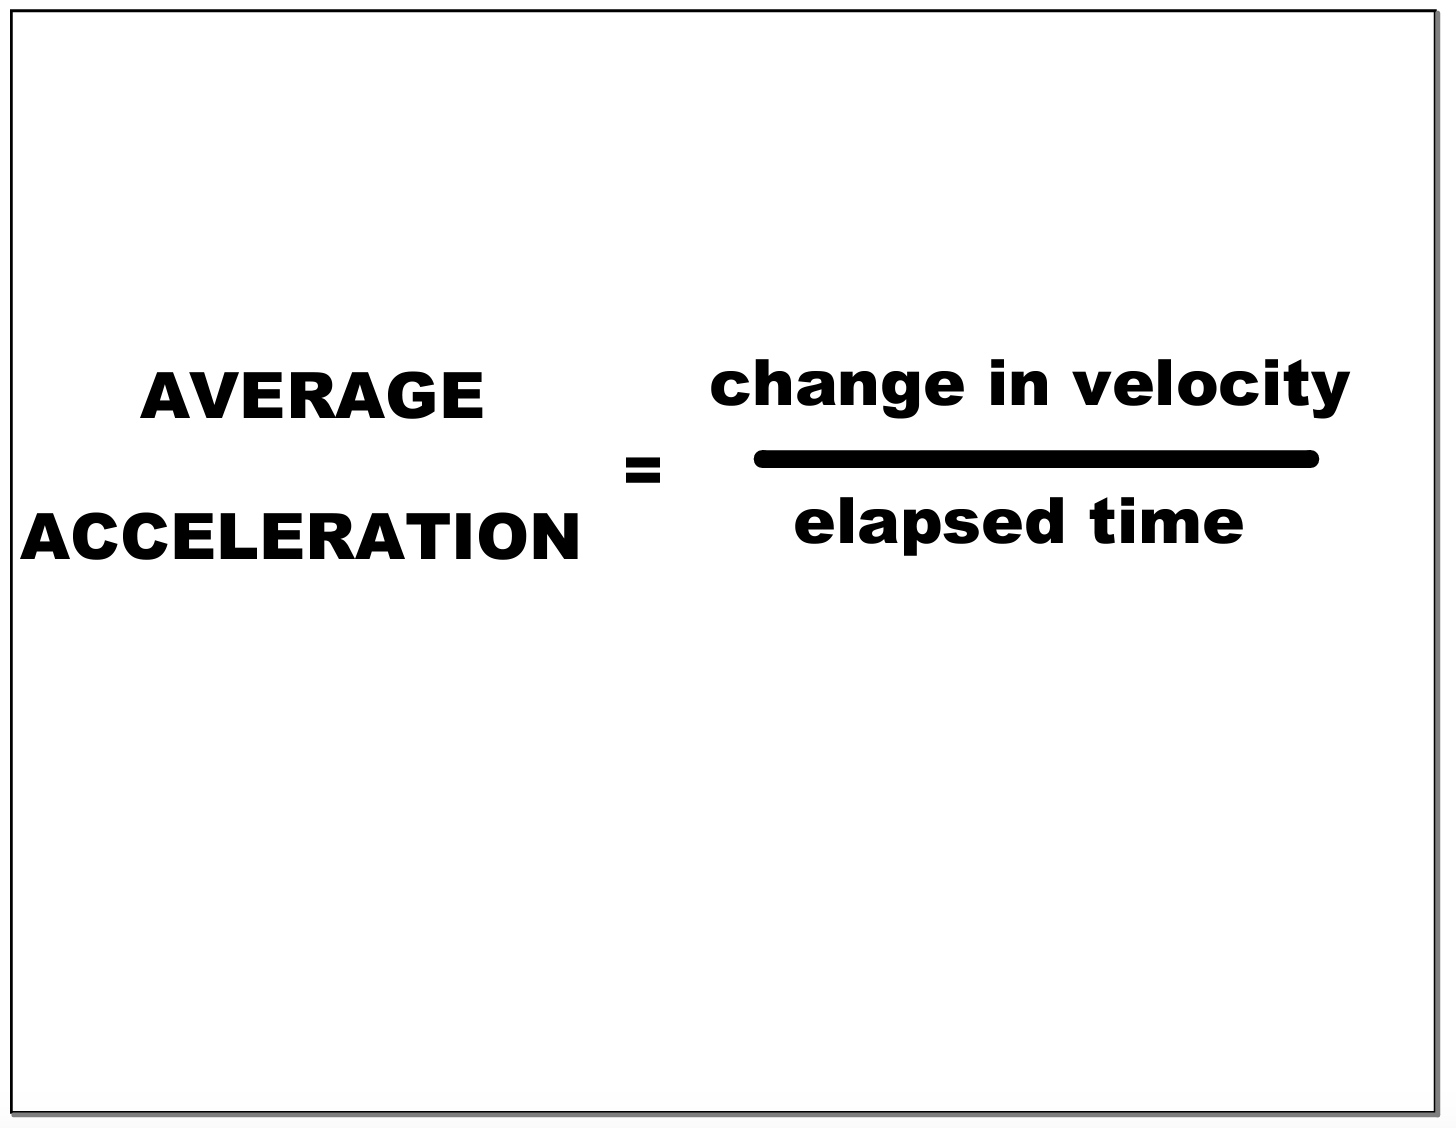 AVERAGE
ACCELERATION
=
change in velocity
elapsed time